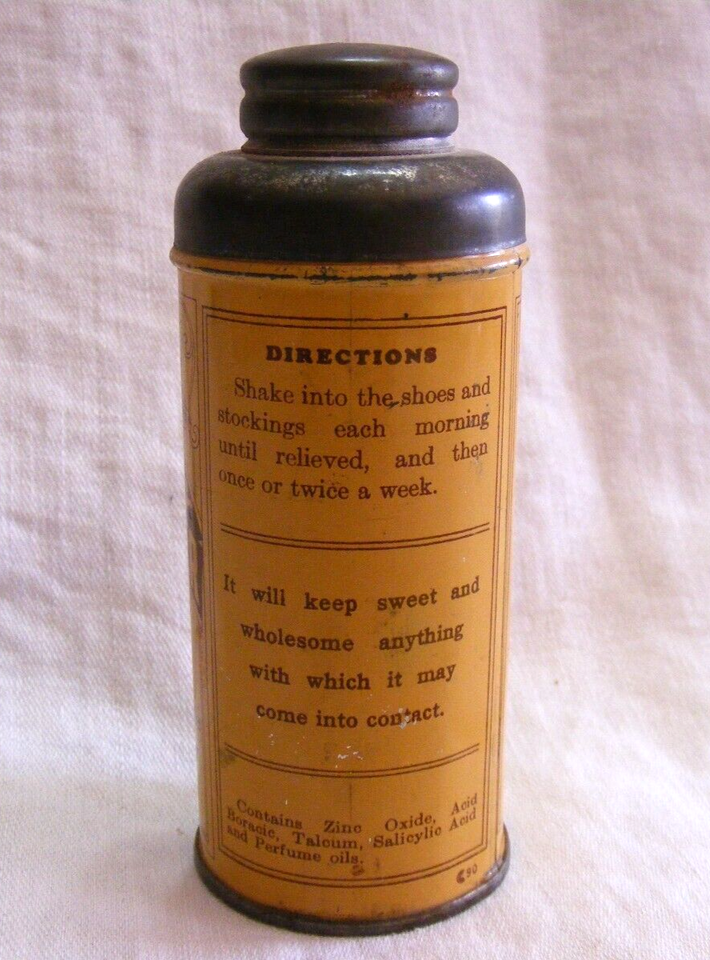 DIRECTIONS
Shake into the shoes and
stockings each morning
until relieved, and then
once or twice a week.
It will keep sweet and
wholesome anything
with which it may
come into contact.
Contains Zinc Oxide, Acid
Boracic, Talcum, Salicylic Acid
and Perfume oils.
C90